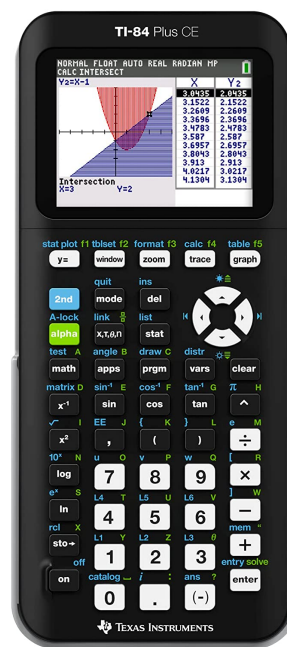 TI-84 Plus CE
NORMAL FLOAT AUTO REAL RADIAN MP
CALC INTERSECT
Y2=X-1
X Y2
3.0435 2.0435
3.1522 2.1522
3.2609 2.2609
3.3696 2.3696
3.4783 2.4783
3.587 2.587
3.6957 2.6957
3.8043 2.8043
3.913 2.913
4.0217 3.0217
4.1304 3.1304
Intersection
X=3 Y=2
stat plot f1 tblset f2 format f3 calc f4 table f5
y= window zoom trace graph
quit ins
2nd mode del
A-lock link list
alpha X,T,θ,n stat
test A angle B draw C distr
math apps prgm vars clear
matrix D sin⁻¹ E cos⁻¹ F tan⁻¹ G π H
x⁻¹ sin cos tan ^
√ I EE J { K } L e M
x² , ( ) ÷
10ˣ N u O v P w Q [ R
log 7 8 9 ×
eˣ S L4 T L5 U L6 V ] W
ln 4 5 6 −
rcl X L1 Y L2 Z L3 θ mem "
sto→ 1 2 3 +
off catalog i : ans ? entry solve
on 0 . (-) enter
TEXAS INSTRUMENTS